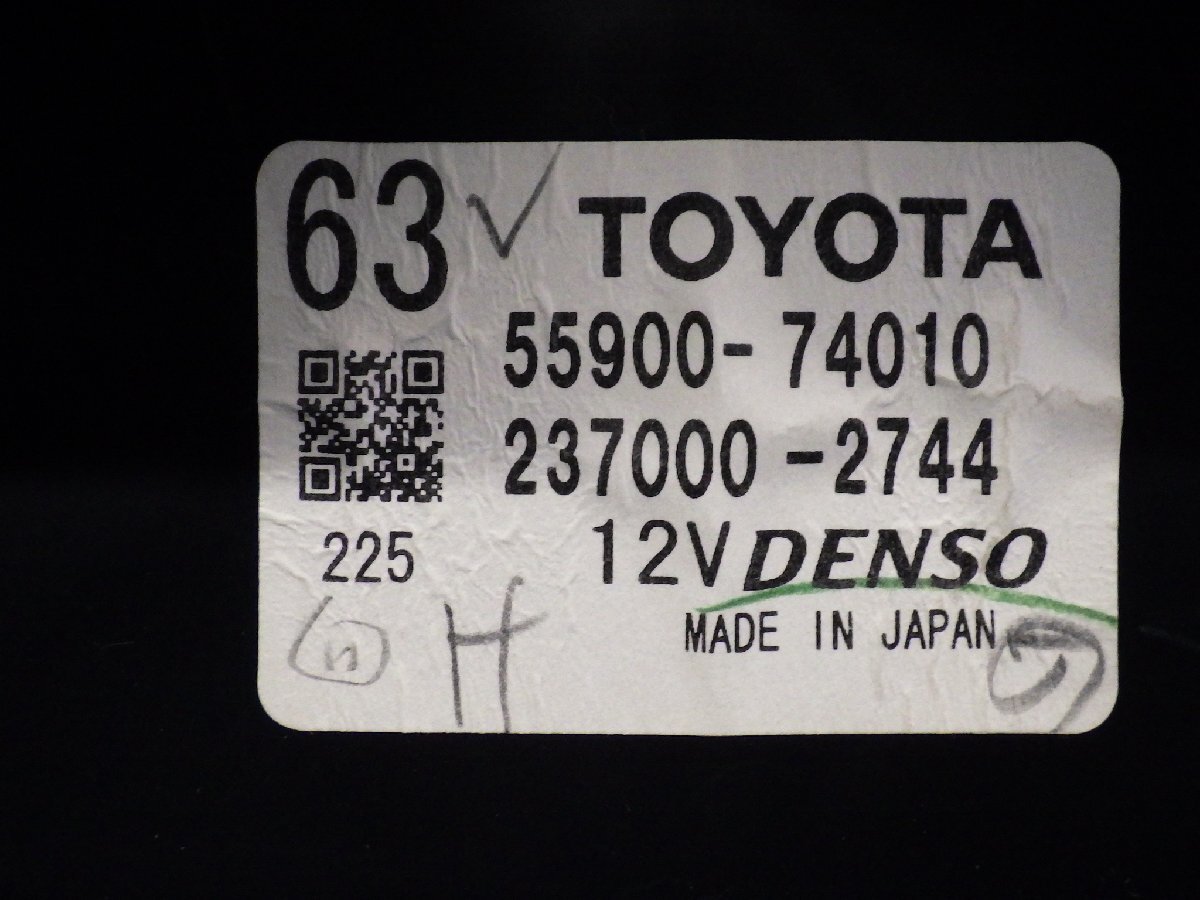 63 TOYOTA
55900-74010
237000-2744
225
12V DENSO
MADE IN JAPAN
H